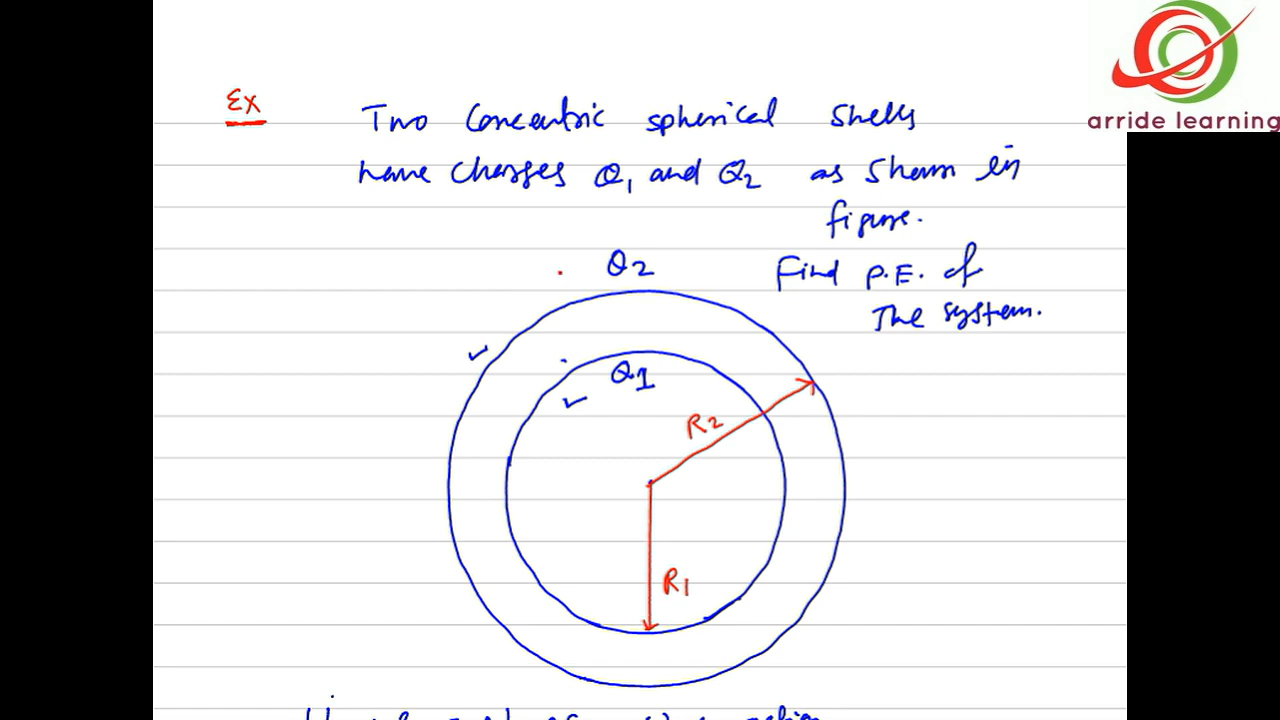 arride learning
Ex
Two Concentric spherical shells
have charges Q1 and Q2 as shown in
figure.
Find P.E. of
The system.
Q2
Q1
R2
R1